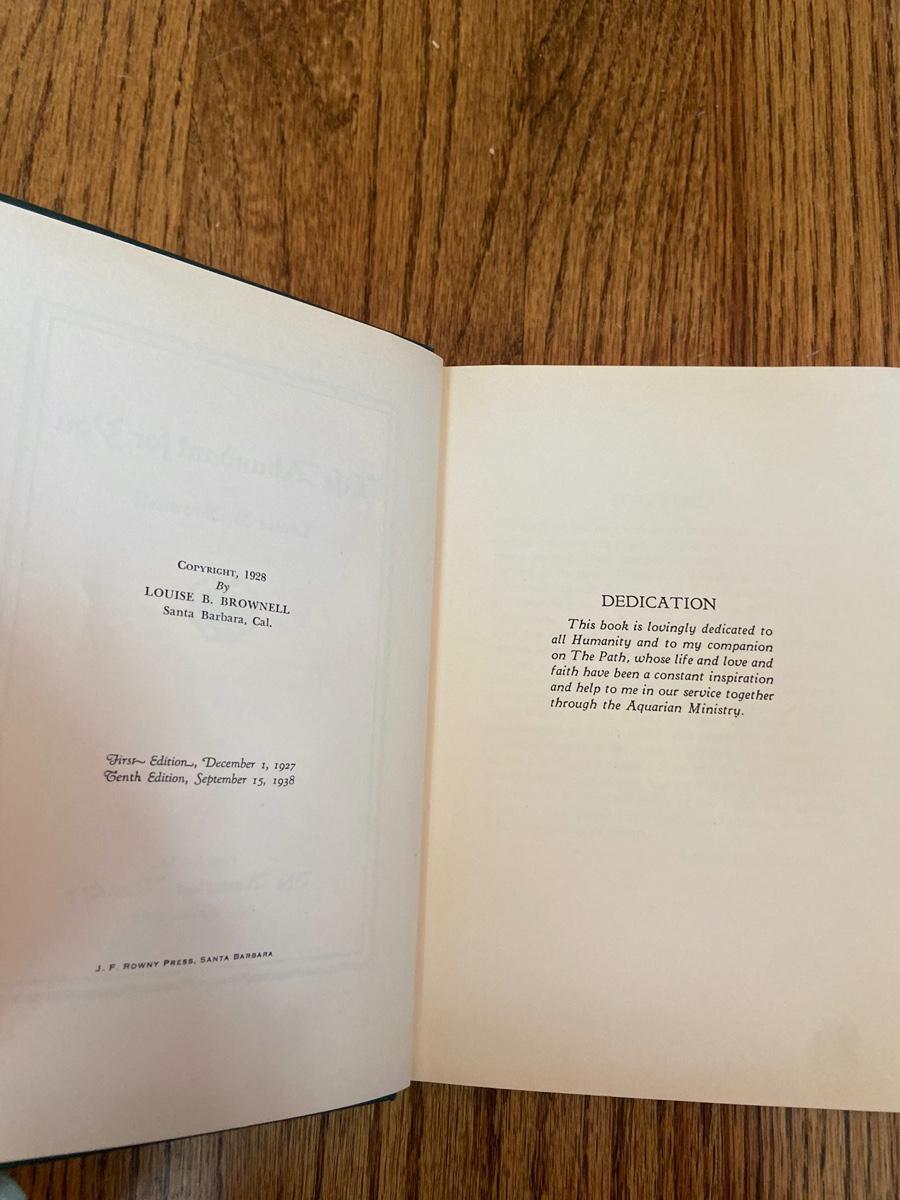 Copyright, 1928
By
LOUISE B. BROWNELL
Santa Barbara, Cal.
First Edition, December 1, 1927
Tenth Edition, September 15, 1938
J. F. Rowny Press, Santa Barbara
DEDICATION
This book is lovingly dedicated to
all Humanity and to my companion
on The Path, whose life and love and
faith have been a constant inspiration
and help to me in our service together
through the Aquarian Ministry.